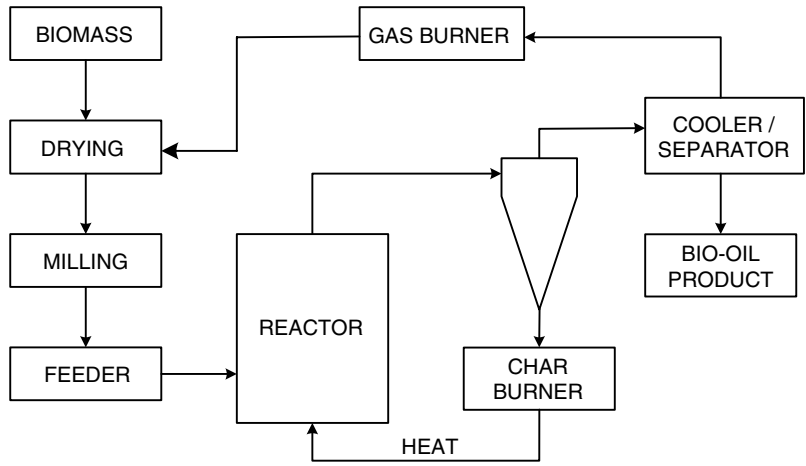 BIOMASS
GAS BURNER
DRYING
COOLER /
SEPARATOR
MILLING
REACTOR
BIO-OIL
PRODUCT
FEEDER
CHAR
BURNER
HEAT